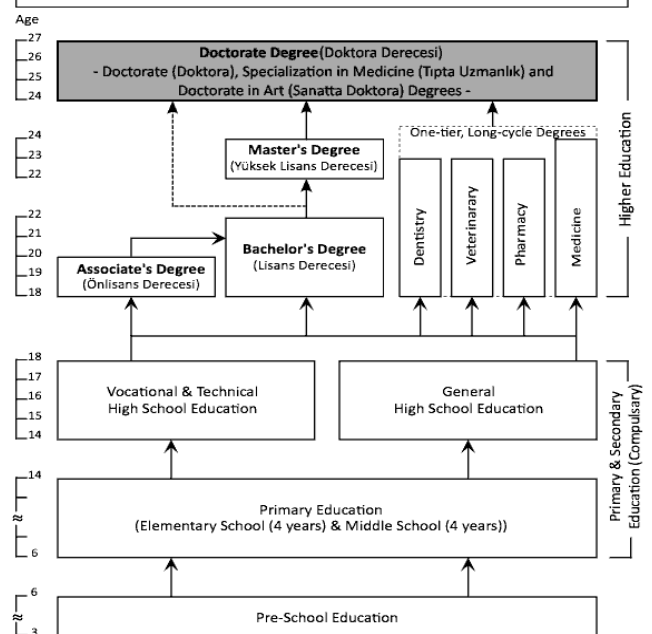 Age
27
26
25
24
Doctorate Degree(Doktora Derecesi)
- Doctorate (Doktora), Specialization in Medicine (Tıpta Uzmanlık) and
Doctorate in Art (Sanatta Doktora) Degrees -
24
23
22
Master's Degree
(Yüksek Lisans Derecesi)
One-tier, Long-cycle Degrees
Higher Education
22
21
20
19
18
Associate's Degree
(Önlisans Derecesi)
Bachelor's Degree
(Lisans Derecesi)
Dentistry
Veterinarary
Pharmacy
Medicine
18
17
16
15
14
Vocational & Technical
High School Education
General
High School Education
Primary & Secondary
Education (Compulsary)
14
≈
6
Primary Education
(Elementary School (4 years) & Middle School (4 years))
6
≈
3
Pre-School Education